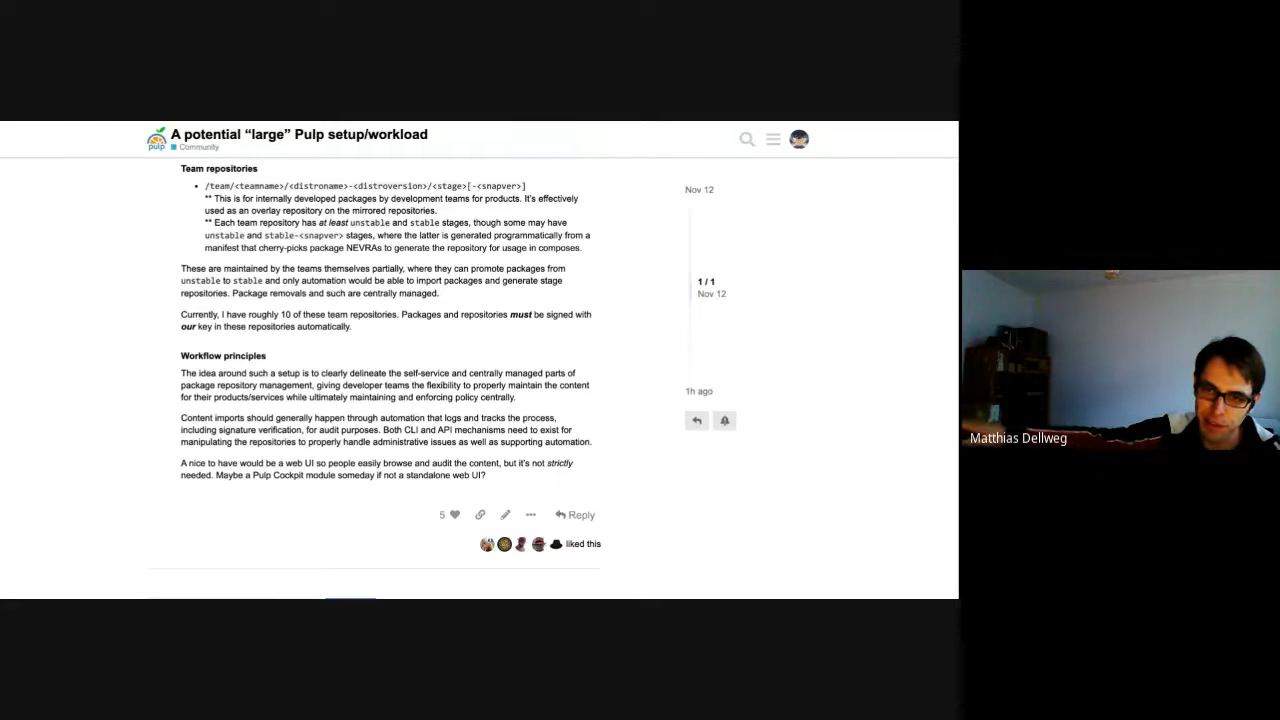 A potential “large” Pulp setup/workload
pulp
Community
Team repositories
• /team/<teamname>/<distroname>-<distroversion>/<stage>[-<snapver>]
** This is for internally developed packages by development teams for products. It’s effectively
used as an overlay repository on the mirrored repositories.
** Each team repository has at least unstable and stable stages, though some may have
unstable and stable-<snapver> stages, where the latter is generated programmatically from a
manifest that cherry-picks package NEVRAs to generate the repository for usage in composes.
These are maintained by the teams themselves partially, where they can promote packages from
unstable to stable and only automation would be able to import packages and generate stage
repositories. Package removals and such are centrally managed.
Currently, I have roughly 10 of these team repositories. Packages and repositories must be signed with
our key in these repositories automatically.
Workflow principles
The idea around such a setup is to clearly delineate the self-service and centrally managed parts of
package repository management, giving developer teams the flexibility to properly maintain the content
for their products/services while ultimately maintaining and enforcing policy centrally.
Content imports should generally happen through automation that logs and tracks the process,
including signature verification, for audit purposes. Both CLI and API mechanisms need to exist for
manipulating the repositories to properly handle administrative issues as well as supporting automation.
A nice to have would be a web UI so people easily browse and audit the content, but it’s not strictly
needed. Maybe a Pulp Cockpit module someday if not a standalone web UI?
5
Reply
liked this
Nov 12
1 / 1
Nov 12
1h ago
Matthias Dellweg